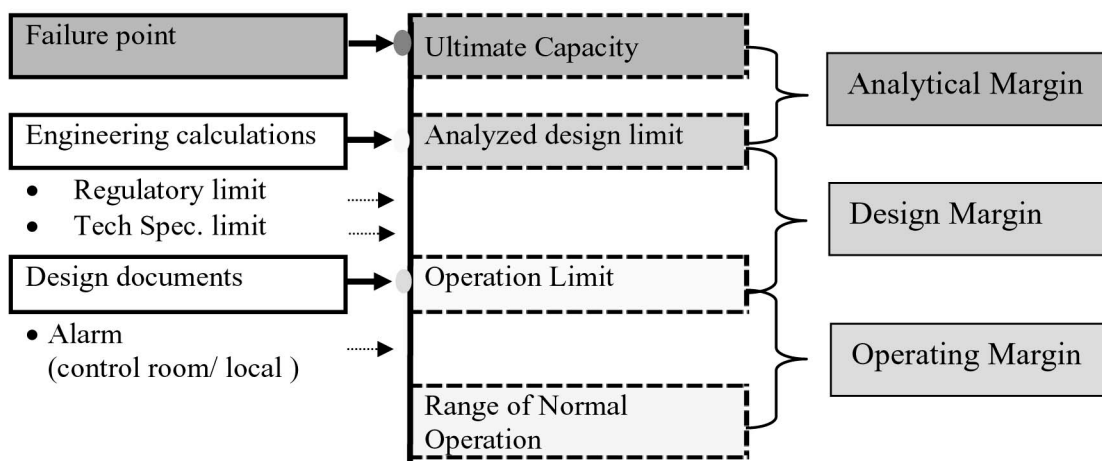 Failure point
Ultimate Capacity
Analytical Margin
Engineering calculations
Analyzed design limit
• Regulatory limit
• Tech Spec. limit
Design Margin
Design documents
Operation Limit
• Alarm
(control room/ local )
Operating Margin
Range of Normal
Operation